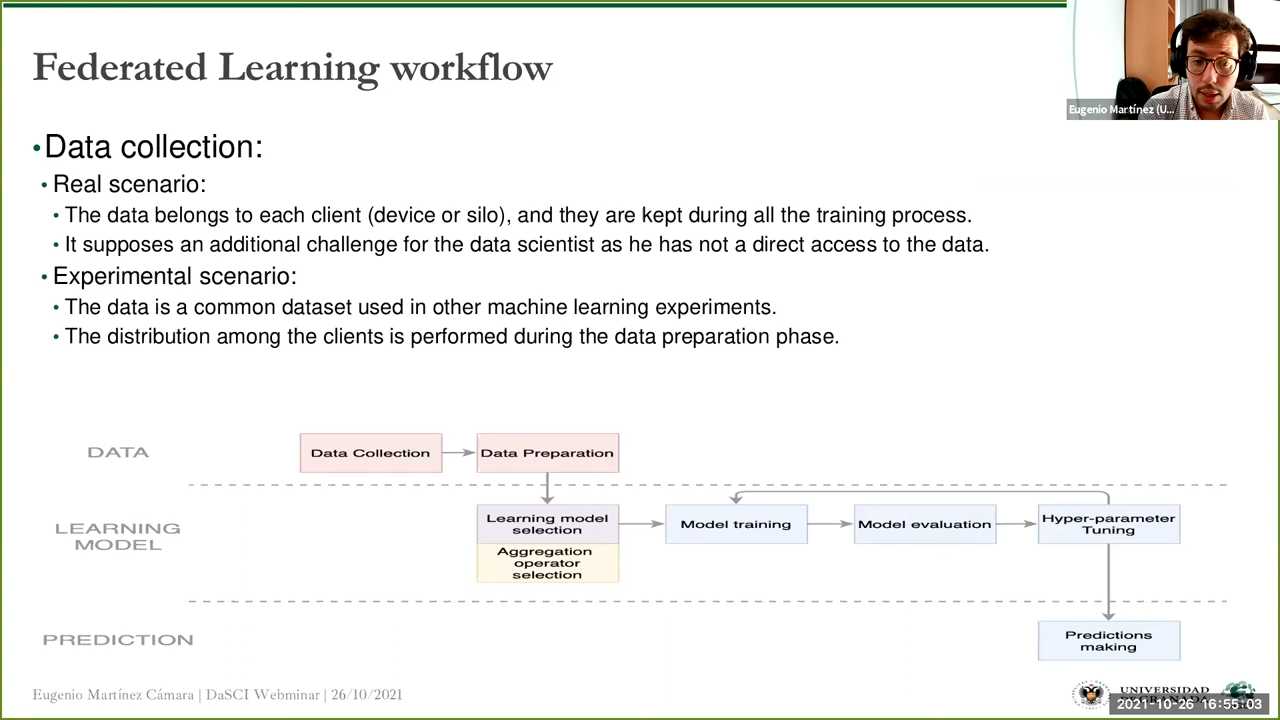 Federated Learning workflow
Eugenio Martínez (U...
•Data collection:
• Real scenario:
• The data belongs to each client (device or silo), and they are kept during all the training process.
• It supposes an additional challenge for the data scientist as he has not a direct access to the data.
• Experimental scenario:
• The data is a common dataset used in other machine learning experiments.
• The distribution among the clients is performed during the data preparation phase.
DATA
Data Collection
Data Preparation
LEARNING
MODEL
Learning model
selection
Aggregation
operator
selection
Model training
Model evaluation
Hyper-parameter
Tuning
PREDICTION
Predictions
making
Eugenio Martínez Cámara | DaSCI Webminar | 26/10/2021
UNIVERSIDAD
DE GRANADA
2021-10-26 16:55:03